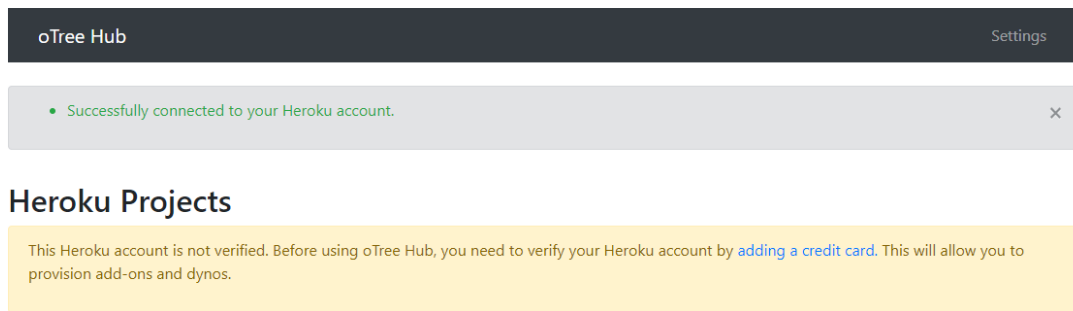 oTree Hub Settings
Successfully connected to your Heroku account. ×
Heroku Projects
This Heroku account is not verified. Before using oTree Hub, you need to verify your Heroku account by adding a credit card. This will allow you to
provision add-ons and dynos.